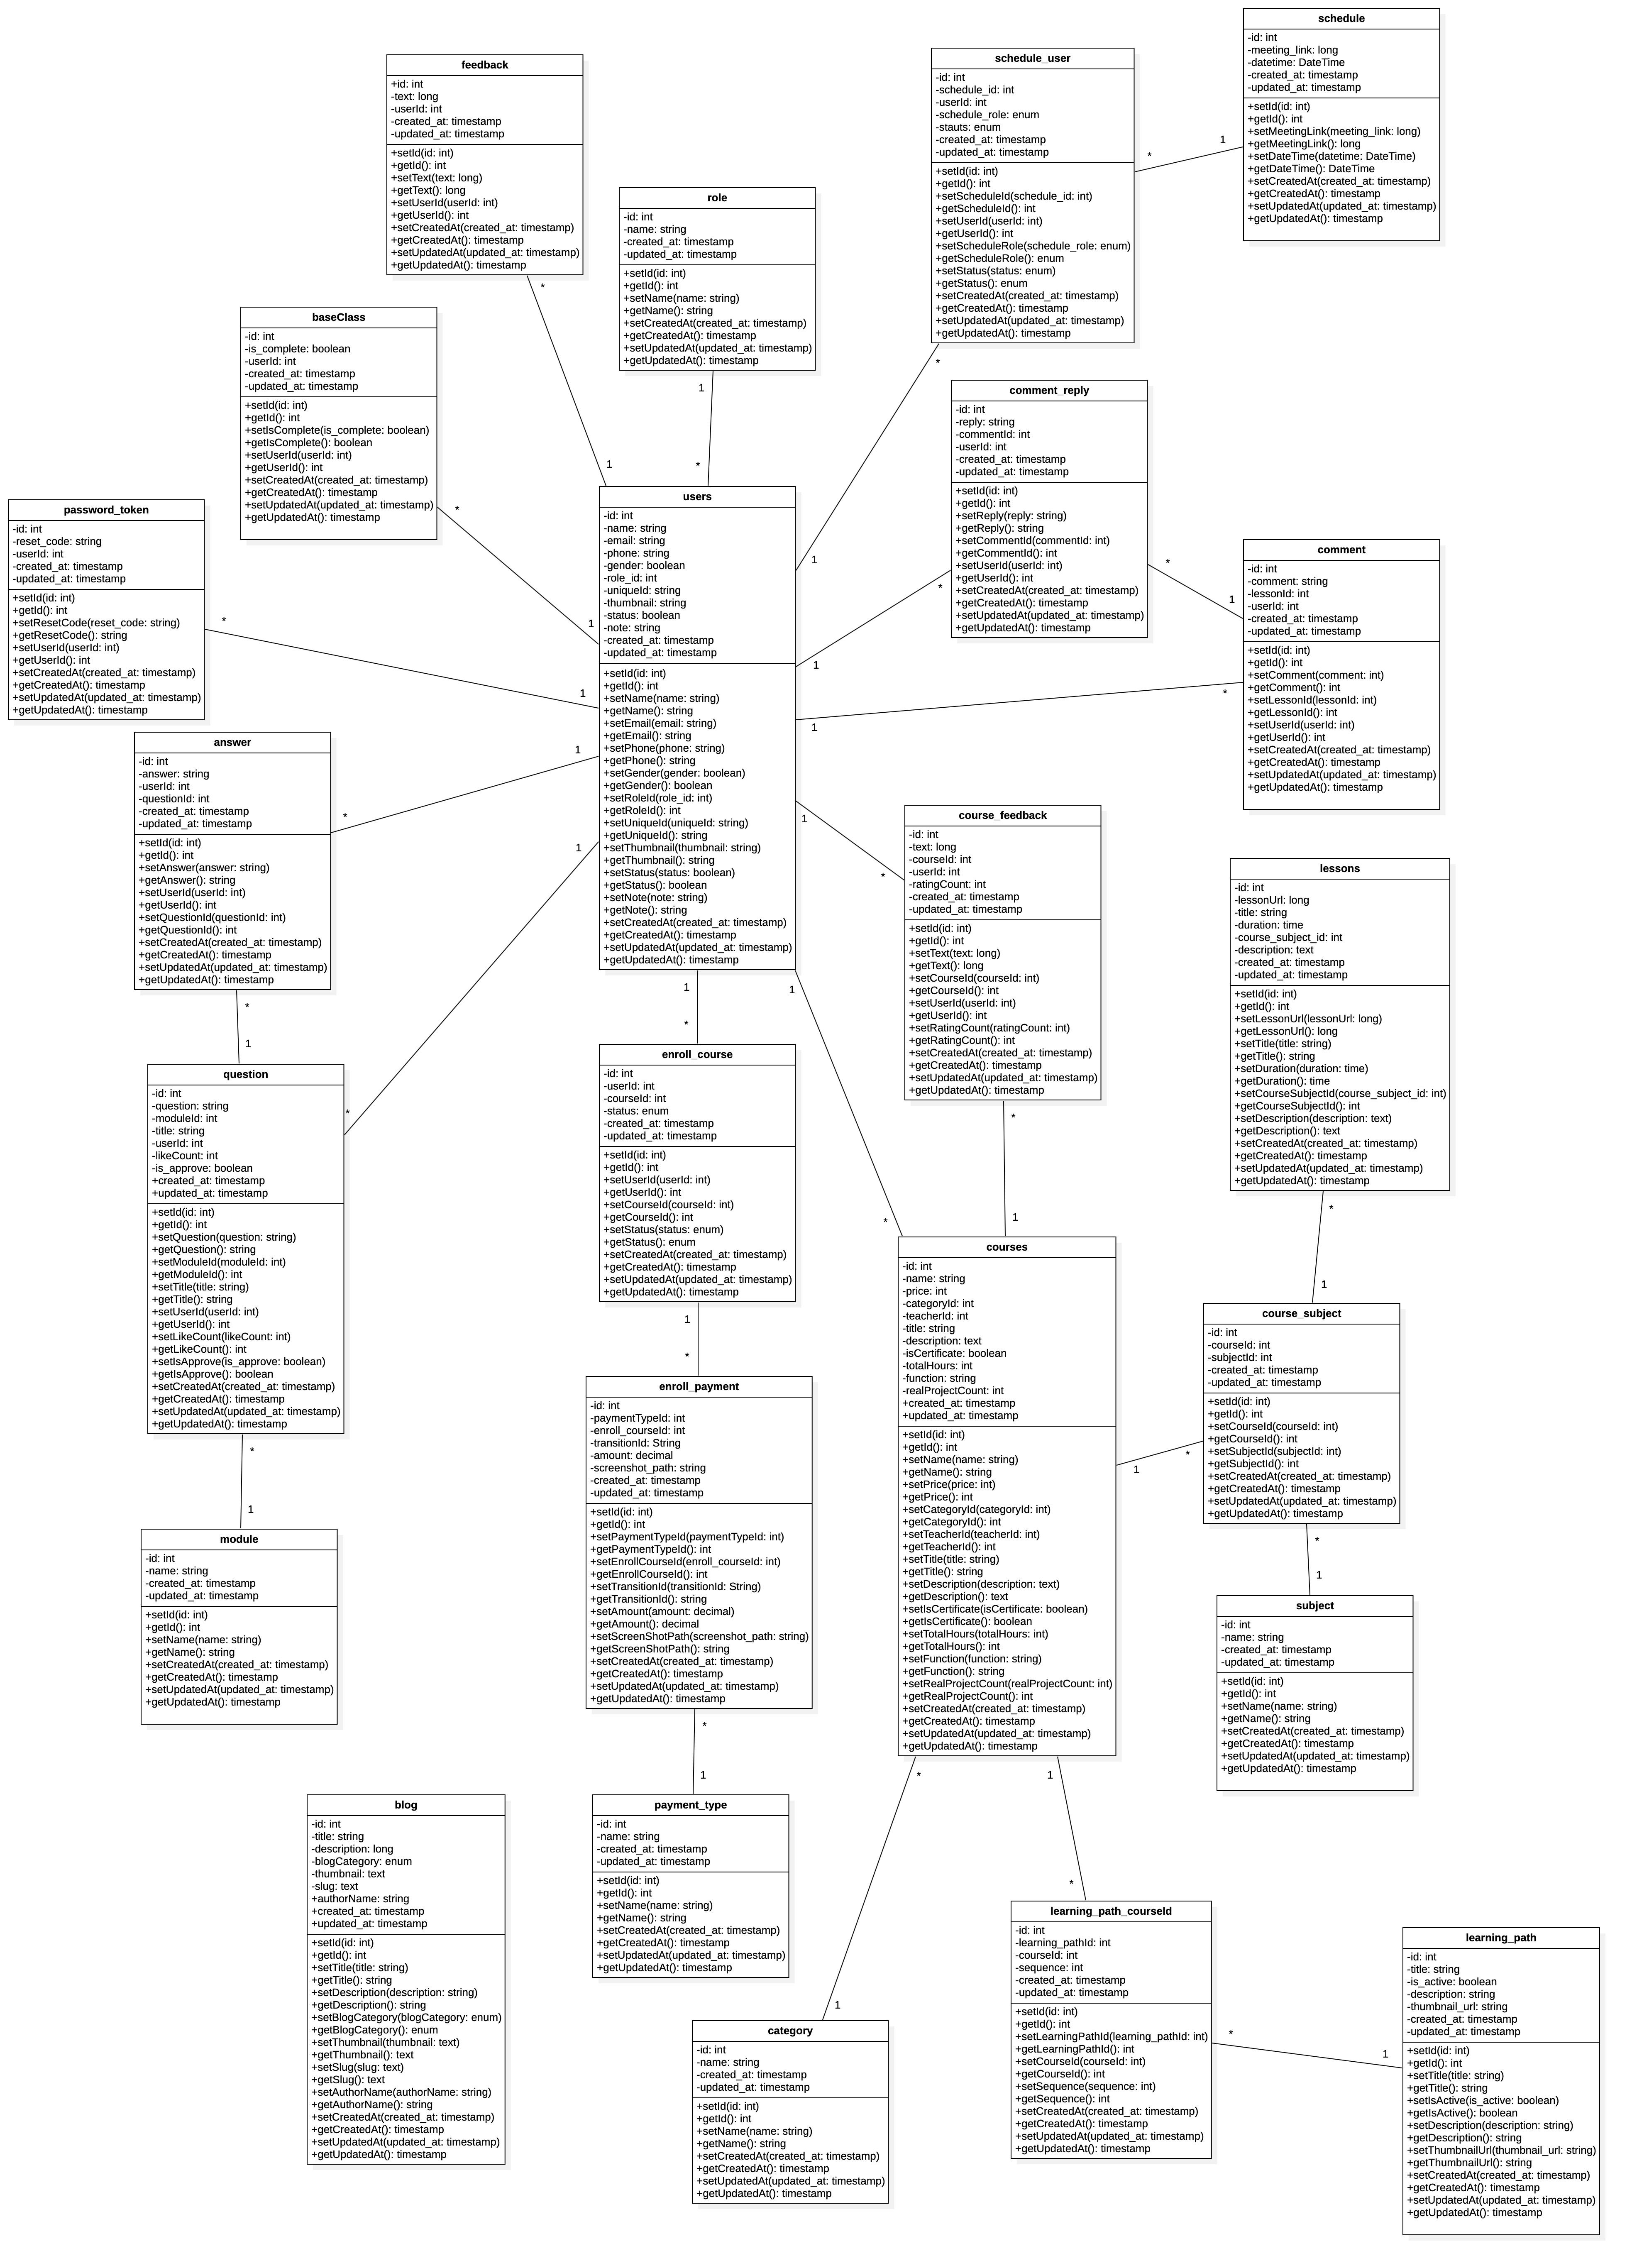 schedule
-id: int
-meeting_link: long
-datetime: DateTime
-created_at: timestamp
-updated_at: timestamp
+setId(id: int)
+getId(): int
+setMeetingLink(meeting_link: long)
+getMeetingLink(): long
+setDateTime(datetime: DateTime)
+getDateTime(): DateTime
+setCreatedAt(created_at: timestamp)
+getCreatedAt(): timestamp
+setUpdatedAt(updated_at: timestamp)
+getUpdatedAt(): timestamp
1
*
schedule_user
-id: int
-schedule_id: int
-userId: int
-schedule_role: enum
-stauts: enum
-created_at: timestamp
-updated_at: timestamp
+setId(id: int)
+getId(): int
+setScheduleId(schedule_id: int)
+getScheduleId(): int
+setUserId(userId: int)
+getUserId(): int
+setScheduleRole(schedule_role: enum)
+getScheduleRole(): enum
+setStatus(status: enum)
+getStatus(): enum
+setCreatedAt(created_at: timestamp)
+getCreatedAt(): timestamp
+setUpdatedAt(updated_at: timestamp)
+getUpdatedAt(): timestamp
*
1
feedback
+id: int
-text: long
-userId: int
-created_at: timestamp
-updated_at: timestamp
+setId(id: int)
+getId(): int
+setText(text: long)
+getText(): long
+setUserId(userId: int)
+getUserId(): int
+setCreatedAt(created_at: timestamp)
+getCreatedAt(): timestamp
+setUpdatedAt(updated_at: timestamp)
+getUpdatedAt(): timestamp
*
1
role
-id: int
-name: string
-created_at: timestamp
-updated_at: timestamp
+setId(id: int)
+getId(): int
+setName(name: string)
+getName(): string
+setCreatedAt(created_at: timestamp)
+getCreatedAt(): timestamp
+setUpdatedAt(updated_at: timestamp)
+getUpdatedAt(): timestamp
1
*
baseClass
-id: int
-is_complete: boolean
-userId: int
-created_at: timestamp
-updated_at: timestamp
+setId(id: int)
+getId(): int
+setIsComplete(is_complete: boolean)
+getIsComplete(): boolean
+setUserId(userId: int)
+getUserId(): int
+setCreatedAt(created_at: timestamp)
+getCreatedAt(): timestamp
+setUpdatedAt(updated_at: timestamp)
+getUpdatedAt(): timestamp
*
1
comment_reply
-id: int
-reply: string
-commentId: int
-userId: int
-created_at: timestamp
-updated_at: timestamp
+setId(id: int)
+getId(): int
+setReply(reply: string)
+getReply(): string
+setCommentId(commentId: int)
+getCommentId(): int
+setUserId(userId: int)
+getUserId(): int
+setCreatedAt(created_at: timestamp)
+getCreatedAt(): timestamp
+setUpdatedAt(updated_at: timestamp)
+getUpdatedAt(): timestamp
*
1
*
1
password_token
-id: int
-reset_code: string
-userId: int
-created_at: timestamp
-updated_at: timestamp
+setId(id: int)
+getId(): int
+setResetCode(reset_code: string)
+getResetCode(): string
+setUserId(userId: int)
+getUserId(): int
+setCreatedAt(created_at: timestamp)
+getCreatedAt(): timestamp
+setUpdatedAt(updated_at: timestamp)
+getUpdatedAt(): timestamp
*
1
users
-id: int
-name: string
-email: string
-phone: string
-gender: boolean
-role_id: int
-uniqueId: string
-thumbnail: string
-status: boolean
-note: string
-created_at: timestamp
-updated_at: timestamp
+setId(id: int)
+getId(): int
+setName(name: string)
+getName(): string
+setEmail(email: string)
+getEmail(): string
+setPhone(phone: string)
+getPhone(): string
+setGender(gender: boolean)
+getGender(): boolean
+setRoleId(role_id: int)
+getRoleId(): int
+setUniqueId(uniqueId: string)
+getUniqueId(): string
+setThumbnail(thumbnail: string)
+getThumbnail(): string
+setStatus(status: boolean)
+getStatus(): boolean
+setNote(note: string)
+getNote(): string
+setCreatedAt(created_at: timestamp)
+getCreatedAt(): timestamp
+setUpdatedAt(updated_at: timestamp)
+getUpdatedAt(): timestamp
comment
-id: int
-comment: string
-lessonId: int
-userId: int
-created_at: timestamp
-updated_at: timestamp
+setId(id: int)
+getId(): int
+setComment(comment: int)
+getComment(): int
+setLessonId(lessonId: int)
+getLessonId(): int
+setUserId(userId: int)
+getUserId(): int
+setCreatedAt(created_at: timestamp)
+getCreatedAt(): timestamp
+setUpdatedAt(updated_at: timestamp)
+getUpdatedAt(): timestamp
*
1
answer
-id: int
-answer: string
-userId: int
-questionId: int
-created_at: timestamp
-updated_at: timestamp
+setId(id: int)
+getId(): int
+setAnswer(answer: string)
+getAnswer(): string
+setUserId(userId: int)
+getUserId(): int
+setQuestionId(questionId: int)
+getQuestionId(): int
+setCreatedAt(created_at: timestamp)
+getCreatedAt(): timestamp
+setUpdatedAt(updated_at: timestamp)
+getUpdatedAt(): timestamp
1
*
*
1
course_feedback
-id: int
-text: long
-courseId: int
-userId: int
-ratingCount: int
-created_at: timestamp
-updated_at: timestamp
+setId(id: int)
+getId(): int
+setText(text: long)
+getText(): long
+setCourseId(courseId: int)
+getCourseId(): int
+setUserId(userId: int)
+getUserId(): int
+setRatingCount(ratingCount: int)
+getRatingCount(): int
+setCreatedAt(created_at: timestamp)
+getCreatedAt(): timestamp
+setUpdatedAt(updated_at: timestamp)
+getUpdatedAt(): timestamp
1
*
*
1
lessons
-id: int
-lessonUrl: long
-title: string
-duration: time
-course_subject_id: int
-description: text
-created_at: timestamp
-updated_at: timestamp
+setId(id: int)
+getId(): int
+setLessonUrl(lessonUrl: long)
+getLessonUrl(): long
+setTitle(title: string)
+getTitle(): string
+setDuration(duration: time)
+getDuration(): time
+setCourseSubjectId(course_subject_id: int)
+getCourseSubjectId(): int
+setDescription(description: text)
+getDescription(): text
+setCreatedAt(created_at: timestamp)
+getCreatedAt(): timestamp
+setUpdatedAt(updated_at: timestamp)
+getUpdatedAt(): timestamp
*
1
question
-id: int
-question: string
-moduleId: int
-title: string
-userId: int
-likeCount: int
-is_approve: boolean
+created_at: timestamp
+updated_at: timestamp
+setId(id: int)
+getId(): int
+setQuestion(question: string)
+getQuestion(): string
+setModuleId(moduleId: int)
+getModuleId(): int
+setTitle(title: string)
+getTitle(): string
+setUserId(userId: int)
+getUserId(): int
+setLikeCount(likeCount: int)
+getLikeCount(): int
+setIsApprove(is_approve: boolean)
+getIsApprove(): boolean
+setCreatedAt(created_at: timestamp)
+getCreatedAt(): timestamp
+setUpdatedAt(updated_at: timestamp)
+getUpdatedAt(): timestamp
1
*
*
1
enroll_course
-id: int
-userId: int
-courseId: int
-status: enum
-created_at: timestamp
-updated_at: timestamp
+setId(id: int)
+getId(): int
+setUserId(userId: int)
+getUserId(): int
+setCourseId(courseId: int)
+getCourseId(): int
+setStatus(status: enum)
+getStatus(): enum
+setCreatedAt(created_at: timestamp)
+getCreatedAt(): timestamp
+setUpdatedAt(updated_at: timestamp)
+getUpdatedAt(): timestamp
1
*
1
*
1
*
courses
-id: int
-name: string
-price: int
-categoryId: int
-teacherId: int
-title: string
-description: text
-isCertificate: boolean
-totalHours: int
-function: string
-realProjectCount: int
+created_at: timestamp
+updated_at: timestamp
+setId(id: int)
+getId(): int
+setName(name: string)
+getName(): string
+setPrice(price: int)
+getPrice(): int
+setCategoryId(categoryId: int)
+getCategoryId(): int
+setTeacherId(teacherId: int)
+getTeacherId(): int
+setTitle(title: string)
+getTitle(): string
+setDescription(description: text)
+getDescription(): text
+setIsCertificate(isCertificate: boolean)
+getIsCertificate(): boolean
+setTotalHours(totalHours: int)
+getTotalHours(): int
+setFunction(function: string)
+getFunction(): string
+setRealProjectCount(realProjectCount: int)
+getRealProjectCount(): int
+setCreatedAt(created_at: timestamp)
+getCreatedAt(): timestamp
+setUpdatedAt(updated_at: timestamp)
+getUpdatedAt(): timestamp
course_subject
-id: int
-courseId: int
-subjectId: int
-created_at: timestamp
-updated_at: timestamp
+setId(id: int)
+getId(): int
+setCourseId(courseId: int)
+getCourseId(): int
+setSubjectId(subjectId: int)
+getSubjectId(): int
+setCreatedAt(created_at: timestamp)
+getCreatedAt(): timestamp
+setUpdatedAt(updated_at: timestamp)
+getUpdatedAt(): timestamp
1
*
*
1
enroll_payment
-id: int
-paymentTypeId: int
-enroll_courseId: int
-transitionId: String
-amount: decimal
-screenshot_path: string
-created_at: timestamp
-updated_at: timestamp
+setId(id: int)
+getId(): int
+setPaymentTypeId(paymentTypeId: int)
+getPaymentTypeId(): int
+setEnrollCourseId(enroll_courseId: int)
+getEnrollCourseId(): int
+setTransitionId(transitionId: String)
+getTransitionId(): string
+setAmount(amount: decimal)
+getAmount(): decimal
+setScreenShotPath(screenshot_path: string)
+getScreenShotPath(): string
+setCreatedAt(created_at: timestamp)
+getCreatedAt(): timestamp
+setUpdatedAt(updated_at: timestamp)
+getUpdatedAt(): timestamp
*
1
module
-id: int
-name: string
-created_at: timestamp
-updated_at: timestamp
+setId(id: int)
+getId(): int
+setName(name: string)
+getName(): string
+setCreatedAt(created_at: timestamp)
+getCreatedAt(): timestamp
+setUpdatedAt(updated_at: timestamp)
+getUpdatedAt(): timestamp
subject
-id: int
-name: string
-created_at: timestamp
-updated_at: timestamp
+setId(id: int)
+getId(): int
+setName(name: string)
+getName(): string
+setCreatedAt(created_at: timestamp)
+getCreatedAt(): timestamp
+setUpdatedAt(updated_at: timestamp)
+getUpdatedAt(): timestamp
blog
-id: int
-title: string
-description: long
-blogCategory: enum
-thumbnail: text
-slug: text
+authorName: string
+created_at: timestamp
+updated_at: timestamp
+setId(id: int)
+getId(): int
+setTitle(title: string)
+getTitle(): string
+setDescription(description: string)
+getDescription(): string
+setBlogCategory(blogCategory: enum)
+getBlogCategory(): enum
+setThumbnail(thumbnail: text)
+getThumbnail(): text
+setSlug(slug: text)
+getSlug(): text
+setAuthorName(authorName: string)
+getAuthorName(): string
+setCreatedAt(created_at: timestamp)
+getCreatedAt(): timestamp
+setUpdatedAt(updated_at: timestamp)
+getUpdatedAt(): timestamp
payment_type
-id: int
-name: string
-created_at: timestamp
-updated_at: timestamp
+setId(id: int)
+getId(): int
+setName(name: string)
+getName(): string
+setCreatedAt(created_at: timestamp)
+getCreatedAt(): timestamp
+setUpdatedAt(updated_at: timestamp)
+getUpdatedAt(): timestamp
*
1
1
*
learning_path_courseId
-id: int
-learning_pathId: int
-courseId: int
-sequence: int
-created_at: timestamp
-updated_at: timestamp
+setId(id: int)
+getId(): int
+setLearningPathId(learning_pathId: int)
+getLearningPathId(): int
+setCourseId(courseId: int)
+getCourseId(): int
+setSequence(sequence: int)
+getSequence(): int
+setCreatedAt(created_at: timestamp)
+getCreatedAt(): timestamp
+setUpdatedAt(updated_at: timestamp)
+getUpdatedAt(): timestamp
*
1
learning_path
-id: int
-title: string
-is_active: boolean
-description: string
-thumbnail_url: string
-created_at: timestamp
-updated_at: timestamp
+setId(id: int)
+getId(): int
+setTitle(title: string)
+getTitle(): string
+setIsActive(is_active: boolean)
+getIsActive(): boolean
+setDescription(description: string)
+getDescription(): string
+setThumbnailUrl(thumbnail_url: string)
+getThumbnailUrl(): string
+setCreatedAt(created_at: timestamp)
+getCreatedAt(): timestamp
+setUpdatedAt(updated_at: timestamp)
+getUpdatedAt(): timestamp
category
-id: int
-name: string
-created_at: timestamp
-updated_at: timestamp
+setId(id: int)
+getId(): int
+setName(name: string)
+getName(): string
+setCreatedAt(created_at: timestamp)
+getCreatedAt(): timestamp
+setUpdatedAt(updated_at: timestamp)
+getUpdatedAt(): timestamp